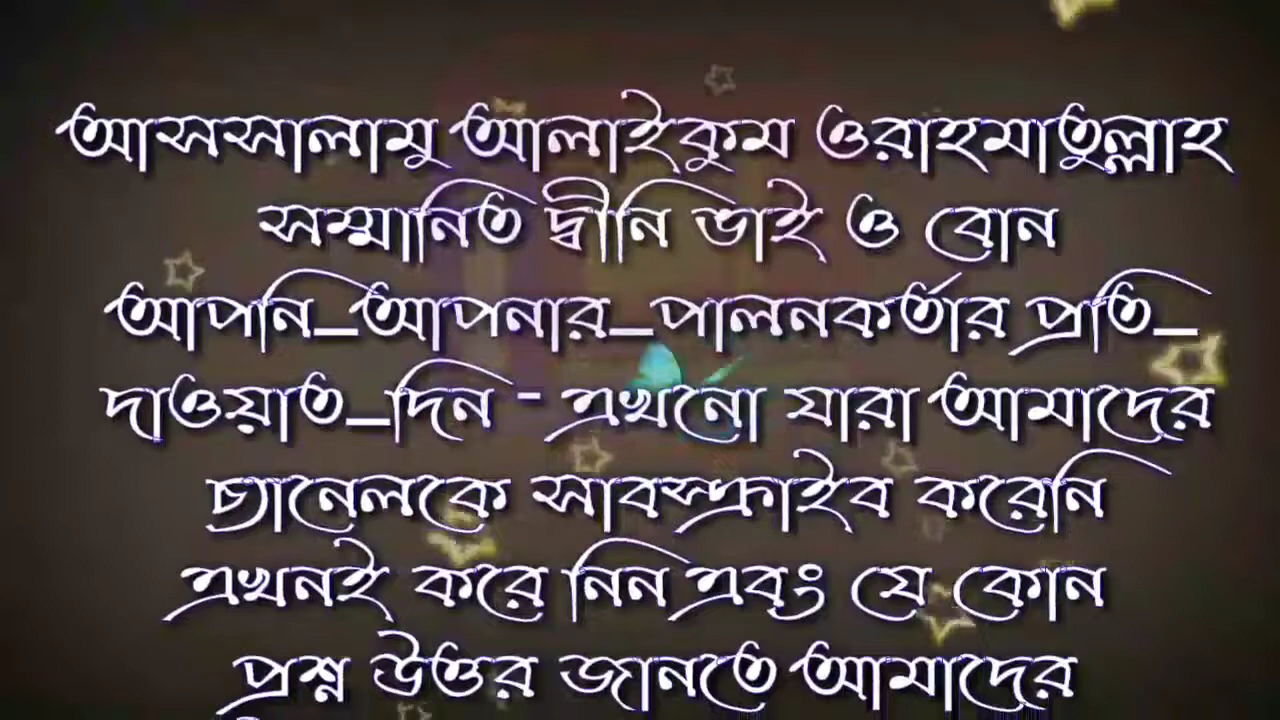 আসসালামু আলাইকুম ওরাহমাতুল্লাহ
সম্মানিত দ্বীনি ভাই ও বোন
আপনি_আপনার_পালনকর্তার প্রতি_
দাওয়াত_দিন - এখনো যারা আমাদের
চ্যানেলকে সাবস্ক্রাইব করেনি
এখনই করে নিন এবং যে কোন
প্রশ্ন উত্তর জানতে আমাদের